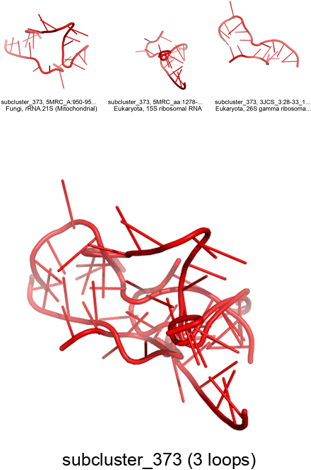 subcluster_373, 5MRC_A:950-95...
Fungi, rRNA 21S (Mitochondrial)
subcluster_373, 5MRC_aa:1278-...
Eukaryota, 15S ribosomal RNA
subcluster_373, 3JCS_3:28-33_1...
Eukaryota, 26S gamma ribosoma...
subcluster_373 (3 loops)